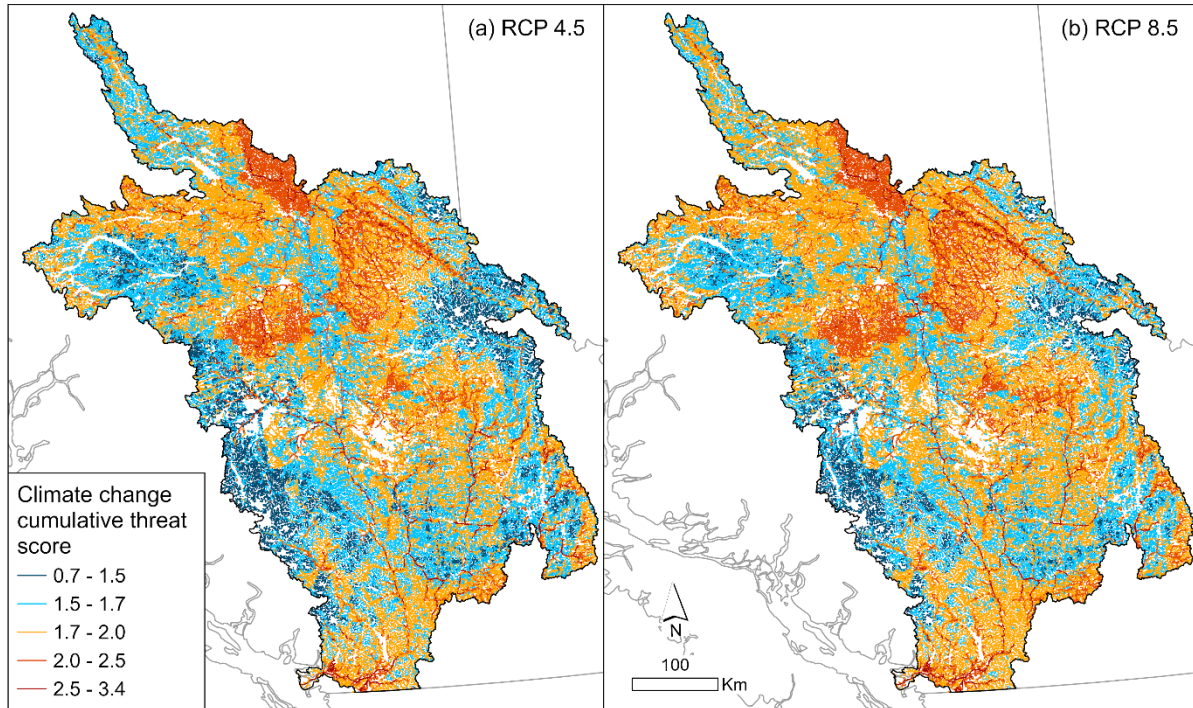 (a) RCP 4.5
(b) RCP 8.5
Climate change
cumulative threat
score
0.7 - 1.5
1.5 - 1.7
1.7 - 2.0
2.0 - 2.5
2.5 - 3.4
N
100
Km